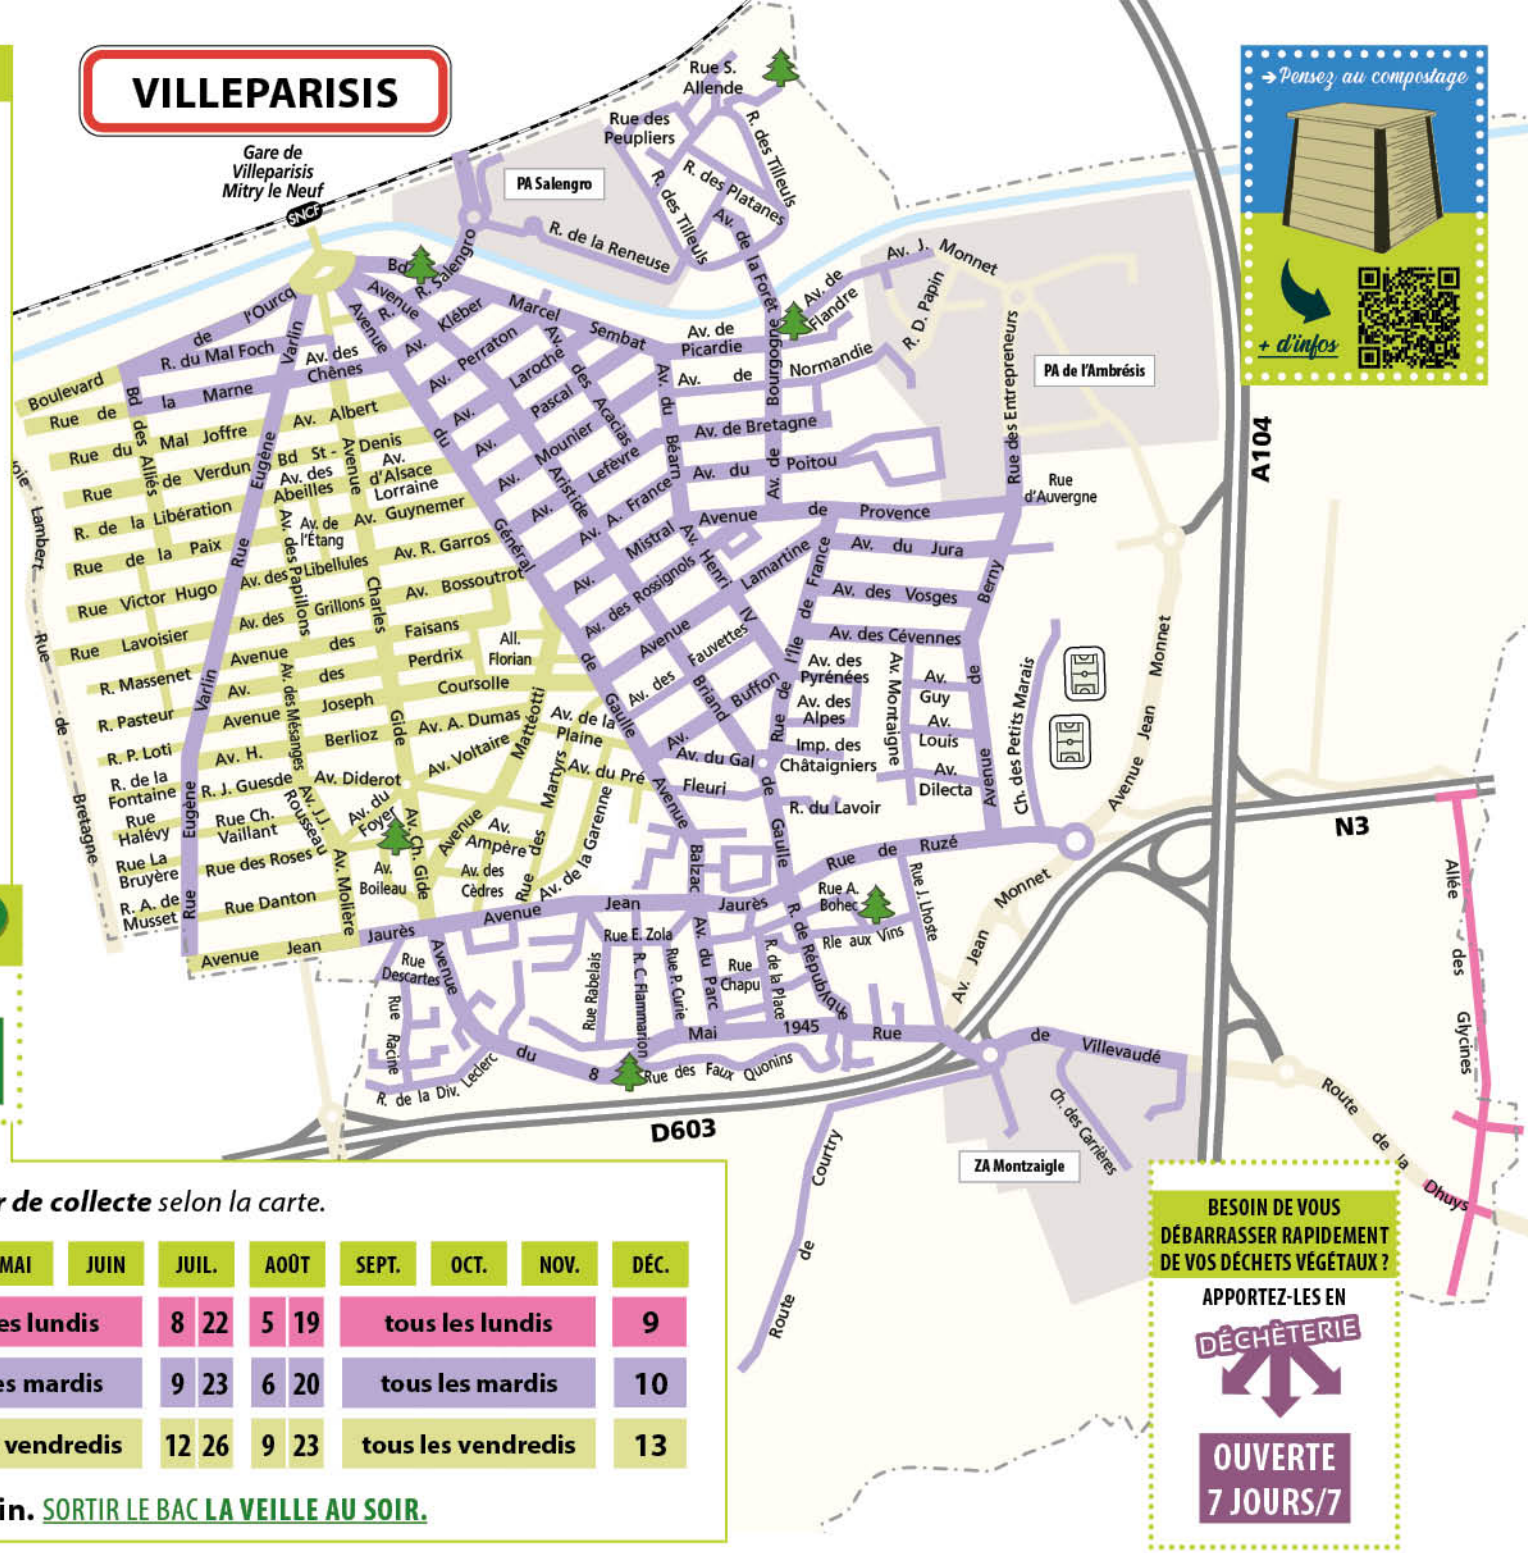 VILLEPARISIS
Gare de
Villeparisis
Mitry le Neuf
SNCF
PA Salengro
Rue S.
Allende
Rue des
Peupliers
R. des Tilleuls
R. des Platanes
R. des Tilleuls
R. de la Reneuse
Av. de la Forêt
Bd
R. Salengro
Av. J. Monnet
Av. de
Flandre
R. D. Papin
Rue des Entrepreneurs
PA de l'Ambrésis
Pensez au compostage
+ d'infos
A104
Boulevard de l'Ourcq
R. du Mal Foch
Rue de la Marne
Av. des
Chênes
Bd des Alliés
Rue du Mal Joffre
Av. Albert
Rue de Verdun
Bd St-Denis
R. de la Libération
Av. des
Abeilles
Av.
d'Alsace
Lorraine
Rue de la Paix
Av. de
l'Étang
Av. Guynemer
Rue Victor Hugo
Av. des Libellules
Av. R. Garros
Rue Lavoisier
Av. des Grillons
Av. Bossoutrot
R. Massenet
Avenue des Faisans
R. Pasteur
Av. des Perdrix
All.
Florian
R. P. Loti
Avenue Joseph Coursolle
R. de la
Fontaine
Av. H. Berlioz
Av. A. Dumas
Rue
Halévy
R. J. Guesde
Av. Diderot
Av. Voltaire
Rue La
Bruyère
Rue Ch.
Vaillant
Av. du
Foyer
R. A. de
Musset
Rue des Roses
Rue Danton
Rue Eugène Varlin
Rue Eugène Varlin
Avenue Charles Gide
Av. des Papillons
Av. des Mésanges
Av. J.J.
Rousseau
Av. Molière
Av. Ch. Gide
Av.
Boileau
Avenue Mattéotti
Av.
Ampère
Av. des
Cèdres
Rue des Martyrs
Av. de la Garenne
Av. de la
Plaine
Av. du Pré
Lambert
Rue de Bretagne
Avenue Jean Jaurès
Avenue Jean Jaurès
Avenue du Général de Gaulle
Avenue R.
Marcel Sembat
Av. Kléber
Av. Perraton
Av. Laroche
Av. Pascal
Av. Mounier
Av. Lefèvre
Av. A. France
Av. Mistral
Av. des Rossignols
Avenue Lamartine
Av. des Fauvettes
Av. Buffon
Av. des Acacias
Aristide Briand
Av. Henri IV
Av. du Béarn
Av. de Bourgogne
Av. de
Picardie
Av. de Normandie
Av. de Bretagne
Av. du Poitou
Avenue de Provence
Rue
d'Auvergne
Av. du Jura
Av. des Vosges
Av. des Cévennes
Av. des
Pyrénées
Av. des
Alpes
Imp. des
Châtaigniers
Av. Montaigne
Av.
Guy
Av.
Louis
Av.
Dilecta
Avenue de Berny
Ch. des Petits Marais
Avenue Jean Monnet
Rue de l'Île de France
Av. du Gal de Gaulle
Fleuri
R. du Lavoir
Avenue Balzac
Rue de Ruzé
Rue A.
Bohec
Rle aux Vins
Rue J. Lhoste
Av. Jean Monnet
N3
Allée des Glycines
Rue
Descartes
Avenue du 8 Mai 1945
Rue Racine
R. de la Div. Leclerc
Rue E. Zola
Rue Rabelais
R. C. Flammarion
Rue P. Curie
Av. du Parc
Rue
Chapu
R. de la Place
R. de République
Rue des Faux Quonins
Rue de Villevaudé
Ch. des Carrières
ZA Montzaigle
D603
Route de Courtry
Route de la Dhuys
r de collecte selon la carte.
MAI JUIN JUIL. AOÛT SEPT. OCT. NOV. DÉC.
es lundis 8 22 5 19 tous les lundis 9
es mardis 9 23 6 20 tous les mardis 10
vendredis 12 26 9 23 tous les vendredis 13
in. SORTIR LE BAC LA VEILLE AU SOIR.
BESOIN DE VOUS
DÉBARRASSER RAPIDEMENT
DE VOS DÉCHETS VÉGÉTAUX ?
APPORTEZ-LES EN
DÉCHÈTERIE
OUVERTE
7 JOURS/7